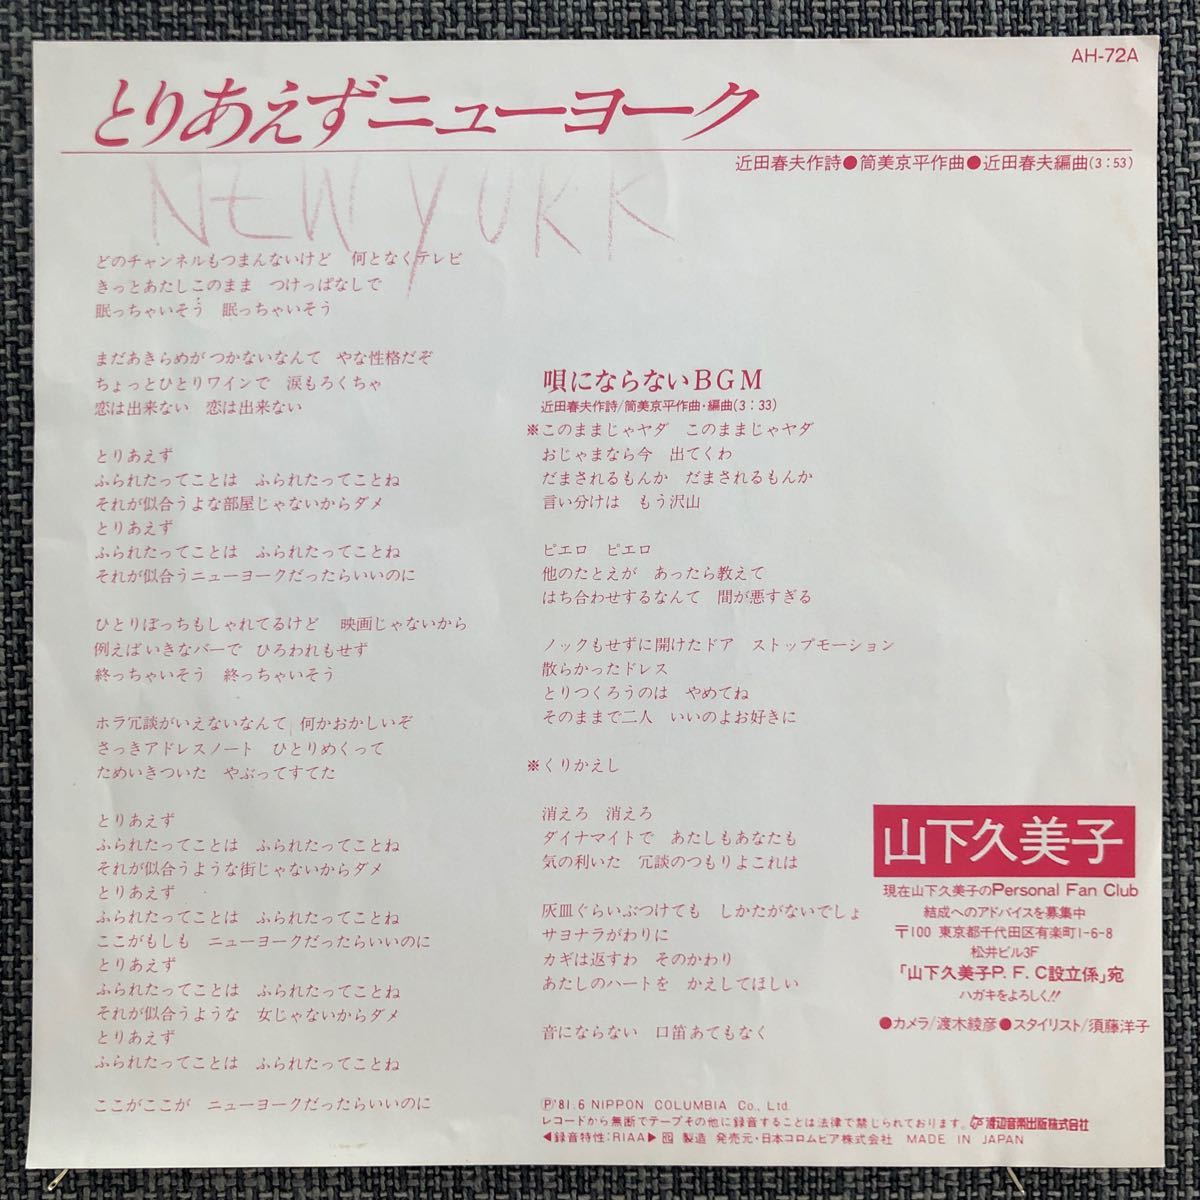 AH-72A
とりあえずニューヨーク
近田春夫作詩●筒美京平作曲●近田春夫編曲(3:53)
NEW YORK
どのチャンネルもつまんないけど　何となくテレビ
きっとあたしこのまま　つけっぱなしで
眠っちゃいそう　眠っちゃいそう
まだあきらめがつかないなんて　やな性格だぞ
ちょっとひとりワインで　涙もろくちゃ
恋は出来ない　恋は出来ない
とりあえず
ふられたってことは　ふられたってことね
それが似合うよな部屋じゃないからダメ
とりあえず
ふられたってことは　ふられたってことね
それが似合うニューヨークだったらいいのに
ひとりぼっちもしゃれてるけど　映画じゃないから
例えばいきなバーで　ひろわれもせず
終っちゃいそう　終っちゃいそう
ホラ冗談がいえないなんて　何かおかしいぞ
さっきアドレスノート　ひとりめくって
ためいきついた　やぶってすてた
とりあえず
ふられたってことは　ふられたってことね
それが似合うような街じゃないからダメ
とりあえず
ふられたってことは　ふられたってことね
ここがもしも　ニューヨークだったらいいのに
とりあえず
ふられたってことは　ふられたってことね
それが似合うような　女じゃないからダメ
とりあえず
ふられたってことは　ふられたってことね
ここがここが　ニューヨークだったらいいのに
唄にならないBGM
近田春夫作詩/筒美京平作曲・編曲(3:33)
※このままじゃヤダ　このままじゃヤダ
おじゃまなら今　出てくわ
だまされるもんか　だまされるもんか
言い分けは　もう沢山
ピエロ　ピエロ
他のたとえが　あったら教えて
はち合わせするなんて　間が悪すぎる
ノックもせずに開けたドア　ストップモーション
散らかったドレス
とりつくろうのは　やめてね
そのままで二人　いいのよお好きに
※くりかえし
消えろ　消えろ
ダイナマイトで　あたしもあなたも
気の利いた　冗談のつもりよこれは
灰皿ぐらいぶつけても　しかたがないでしょ
サヨナラがわりに
カギは返すわ　そのかわり
あたしのハートを　かえしてほしい
音にならない　口笛あてもなく
山下久美子
現在山下久美子のPersonal Fan Club
結成へのアドバイスを募集中
〒100 東京都千代田区有楽町1-6-8
松井ビル3F
「山下久美子P.F.C設立係」宛
ハガキをよろしく!!
●カメラ/渡木綾彦●スタイリスト/須藤洋子
Ⓟ'81.6 NIPPON COLUMBIA Co., Ltd.
レコードから無断でテープその他に録音することは法律で禁じられております。 渡辺音楽出版株式会社
◀録音特性:RIAA▶ 製造 発売元・日本コロムビア株式会社 MADE IN JAPAN